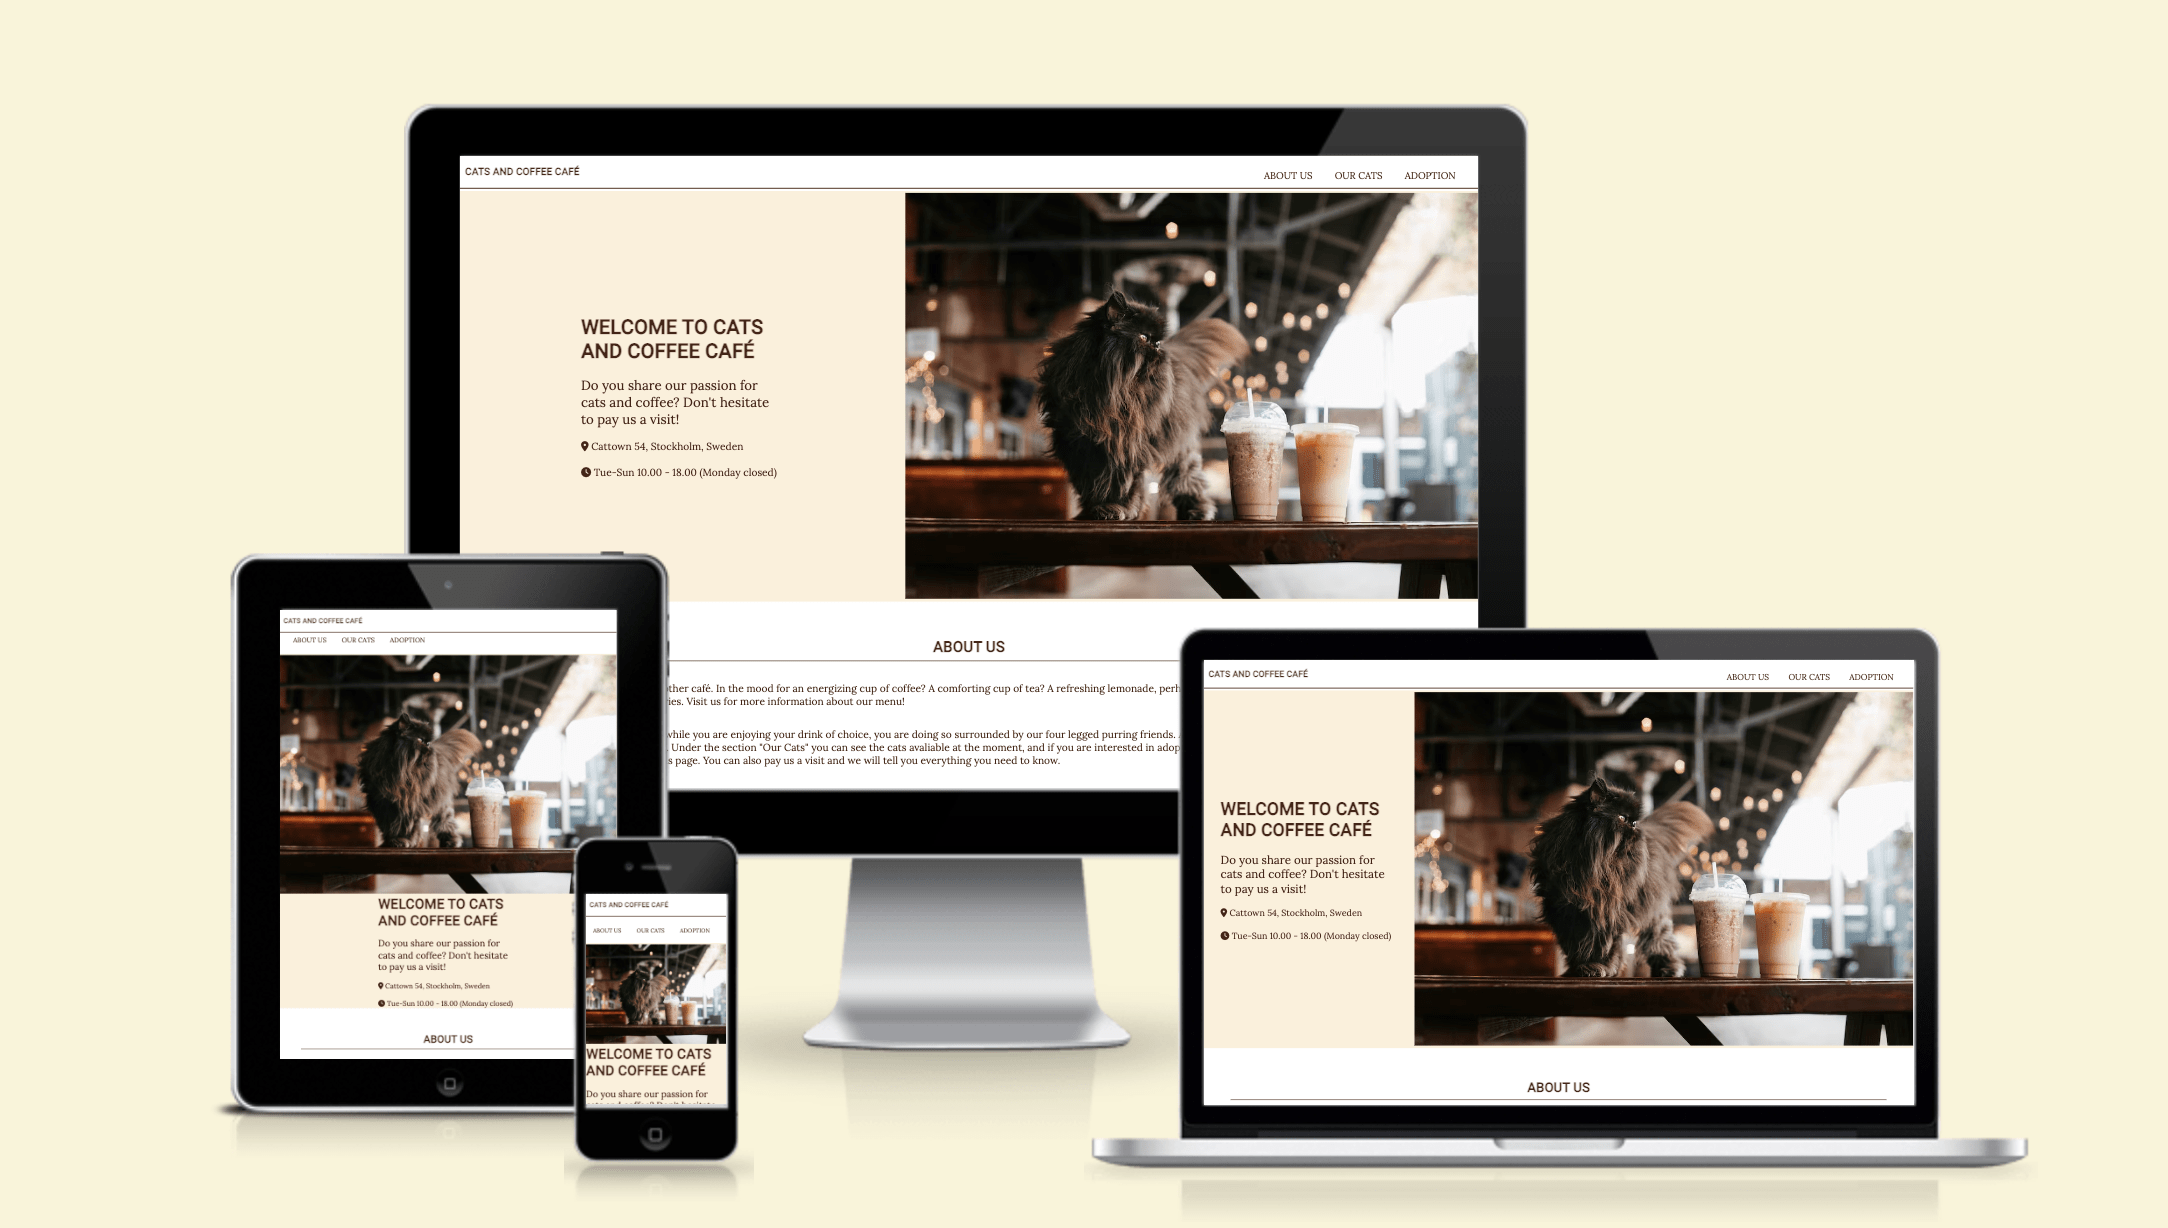 CATS AND COFFEE CAFÉ
ABOUT US OUR CATS ADOPTION
WELCOME TO CATS
AND COFFEE CAFÉ
Do you share our passion for
cats and coffee? Don't hesitate
to pay us a visit!
Cattown 54, Stockholm, Sweden
Tue-Sun 10.00 - 18.00 (Monday closed)
ABOUT US
other café. In the mood for an energizing cup of coffee? A comforting cup of tea? A refreshing lemonade, perh
ies. Visit us for more information about our menu!
while you are enjoying your drink of choice, you are doing so surrounded by our four legged purring friends.
. Under the section "Our Cats" you can see the cats avaliable at the moment, and if you are interested in adop
s page. You can also pay us a visit and we will tell you everything you need to know.
CATS AND COFFEE CAFÉ
ABOUT US OUR CATS ADOPTION
WELCOME TO CATS
AND COFFEE CAFÉ
Do you share our passion for
cats and coffee? Don't hesitate
to pay us a visit!
Cattown 54, Stockholm, Sweden
Tue-Sun 10.00 - 18.00 (Monday closed)
ABOUT US
CATS AND COFFEE CAFÉ
ABOUT US OUR CATS ADOPTION
WELCOME TO CATS
AND COFFEE CAFÉ
Do you share our passion for
CATS AND COFFEE CAFÉ
ABOUT US OUR CATS ADOPTION
WELCOME TO CATS
AND COFFEE CAFÉ
Do you share our passion for
cats and coffee? Don't hesitate
to pay us a visit!
Cattown 54, Stockholm, Sweden
Tue-Sun 10.00 - 18.00 (Monday closed)
ABOUT US